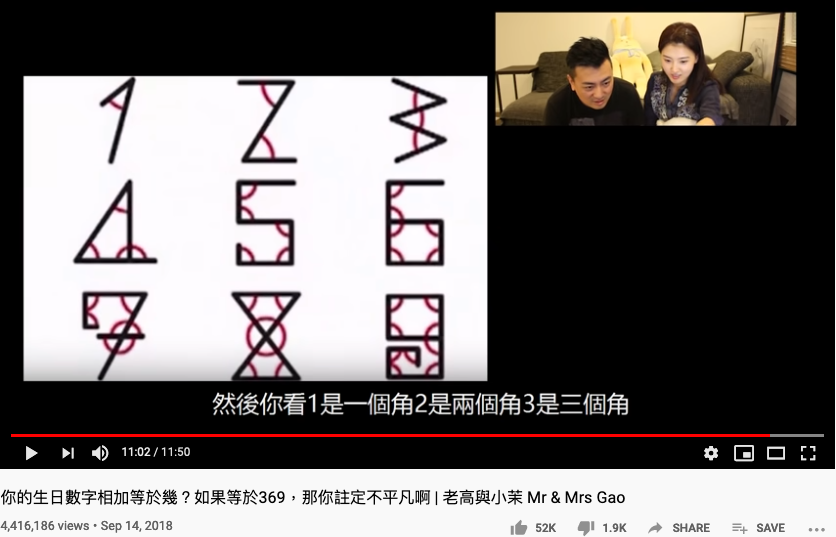 1 2 3
4 5 6
7 8 9
然後你看1是一個角2是兩個角3是三個角
11:02 / 11:50
你的生日數字相加等於幾？如果等於369，那你註定不平凡啊 | 老高與小茉 Mr & Mrs Gao
4,416,186 views • Sep 14, 2018
52K 1.9K SHARE SAVE